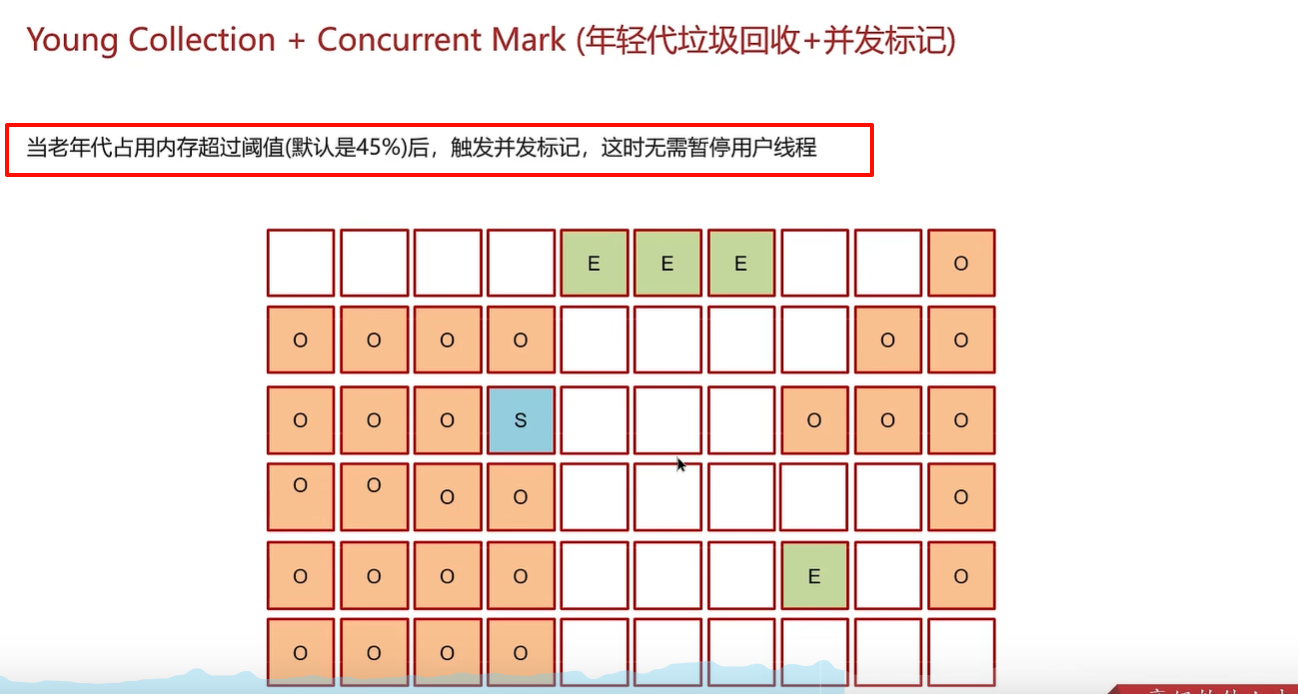 Young Collection + Concurrent Mark (年轻代垃圾回收+并发标记)
当老年代占用内存超过阈值(默认是45%)后，触发并发标记，这时无需暂停用户线程
E E E O
O O O O O O
O O O S O O O
O O O O O
O O O O E O
O O O O